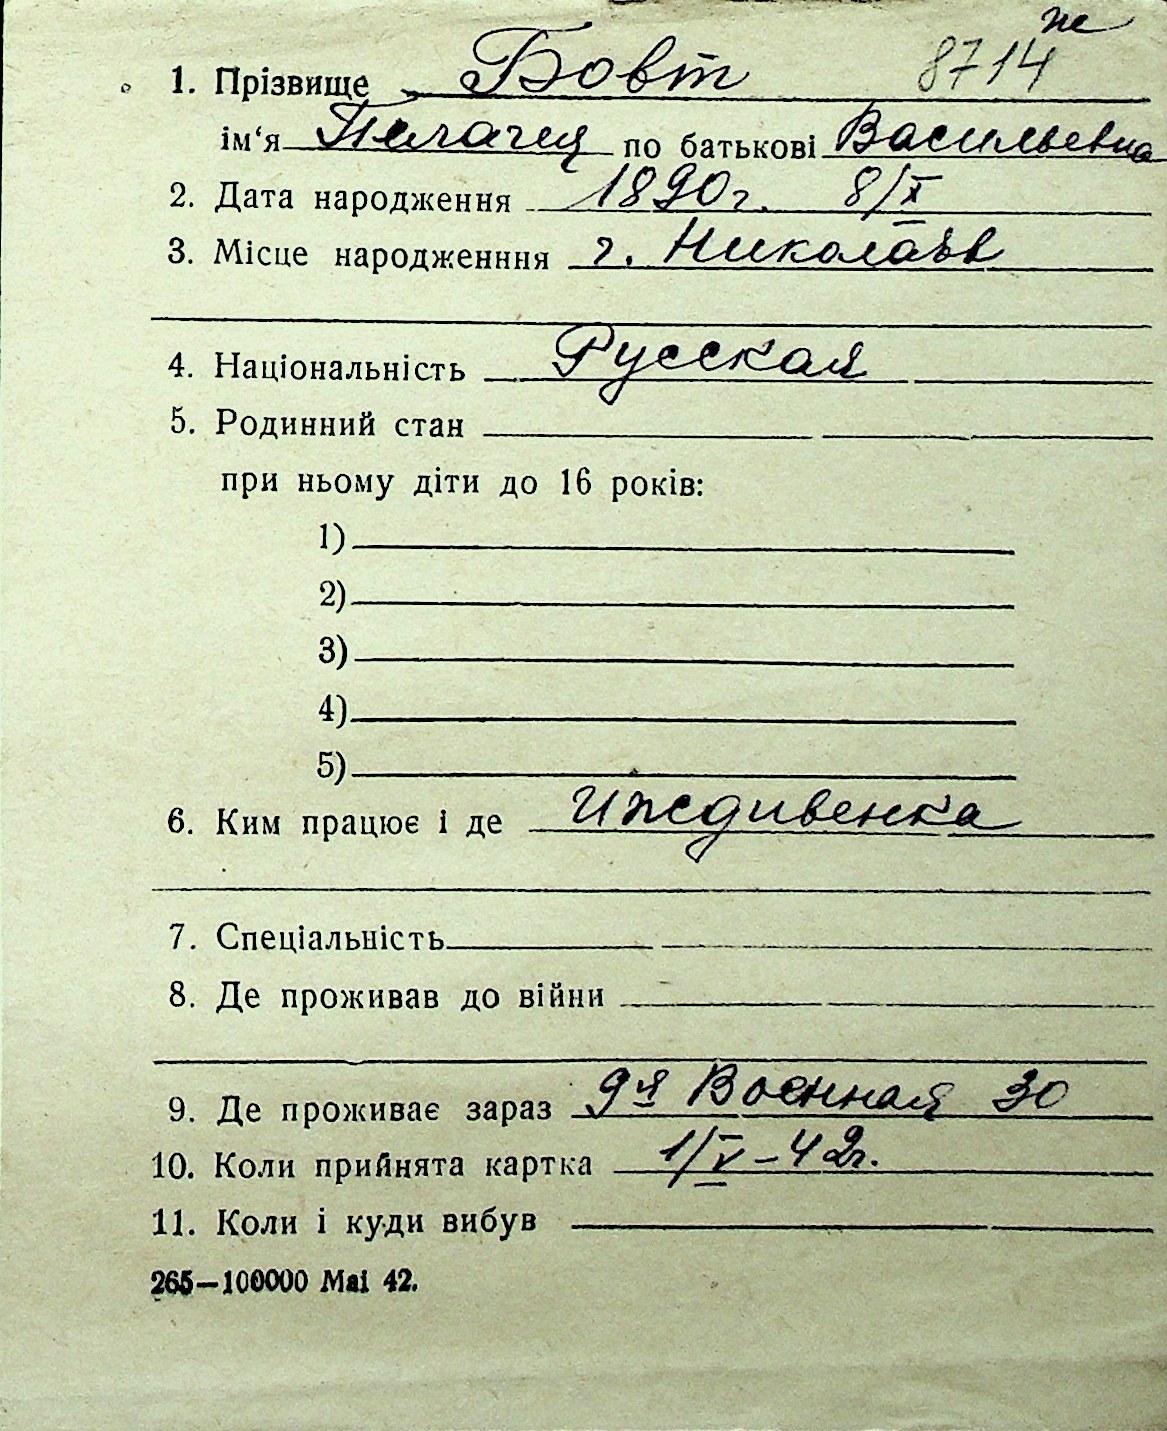 же
1. Прізвище Бовт 8714
ім‘я Пелагея по батькові Васильевна
2. Дата народження 1890г. 8/X
3. Місце народженння г. Николаев
4. Національність Русская
5. Родинний стан
при ньому діти до 16 років:
1)
2)
3)
4)
5)
6. Ким працює і де Иждивенка
7. Спеціальність
8. Де проживав до війни
9. Де проживає зараз 9я Военная 30
10. Коли прийнята картка 1/V-42г.
11. Коли і куди вибув
265—100000 Mai 42.